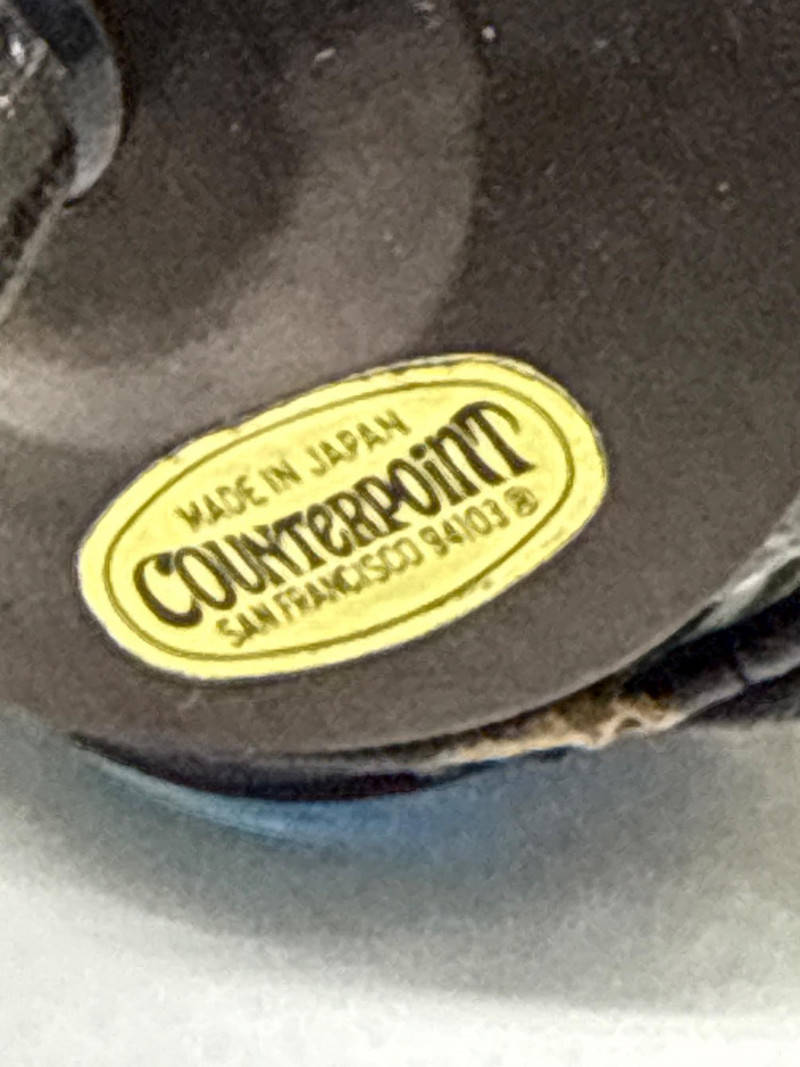 MADE IN JAPAN
COUNTERPOINT
SAN FRANCISCO 94103 ®